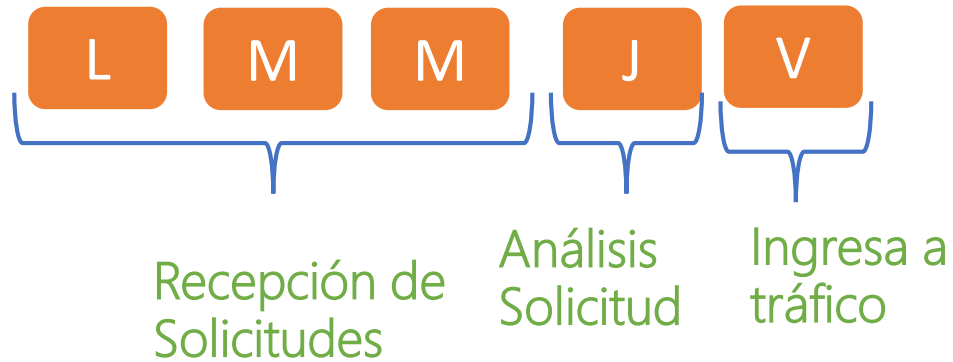 L M M J V
Recepción de
Solicitudes
Análisis
Solicitud
Ingresa a
tráfico